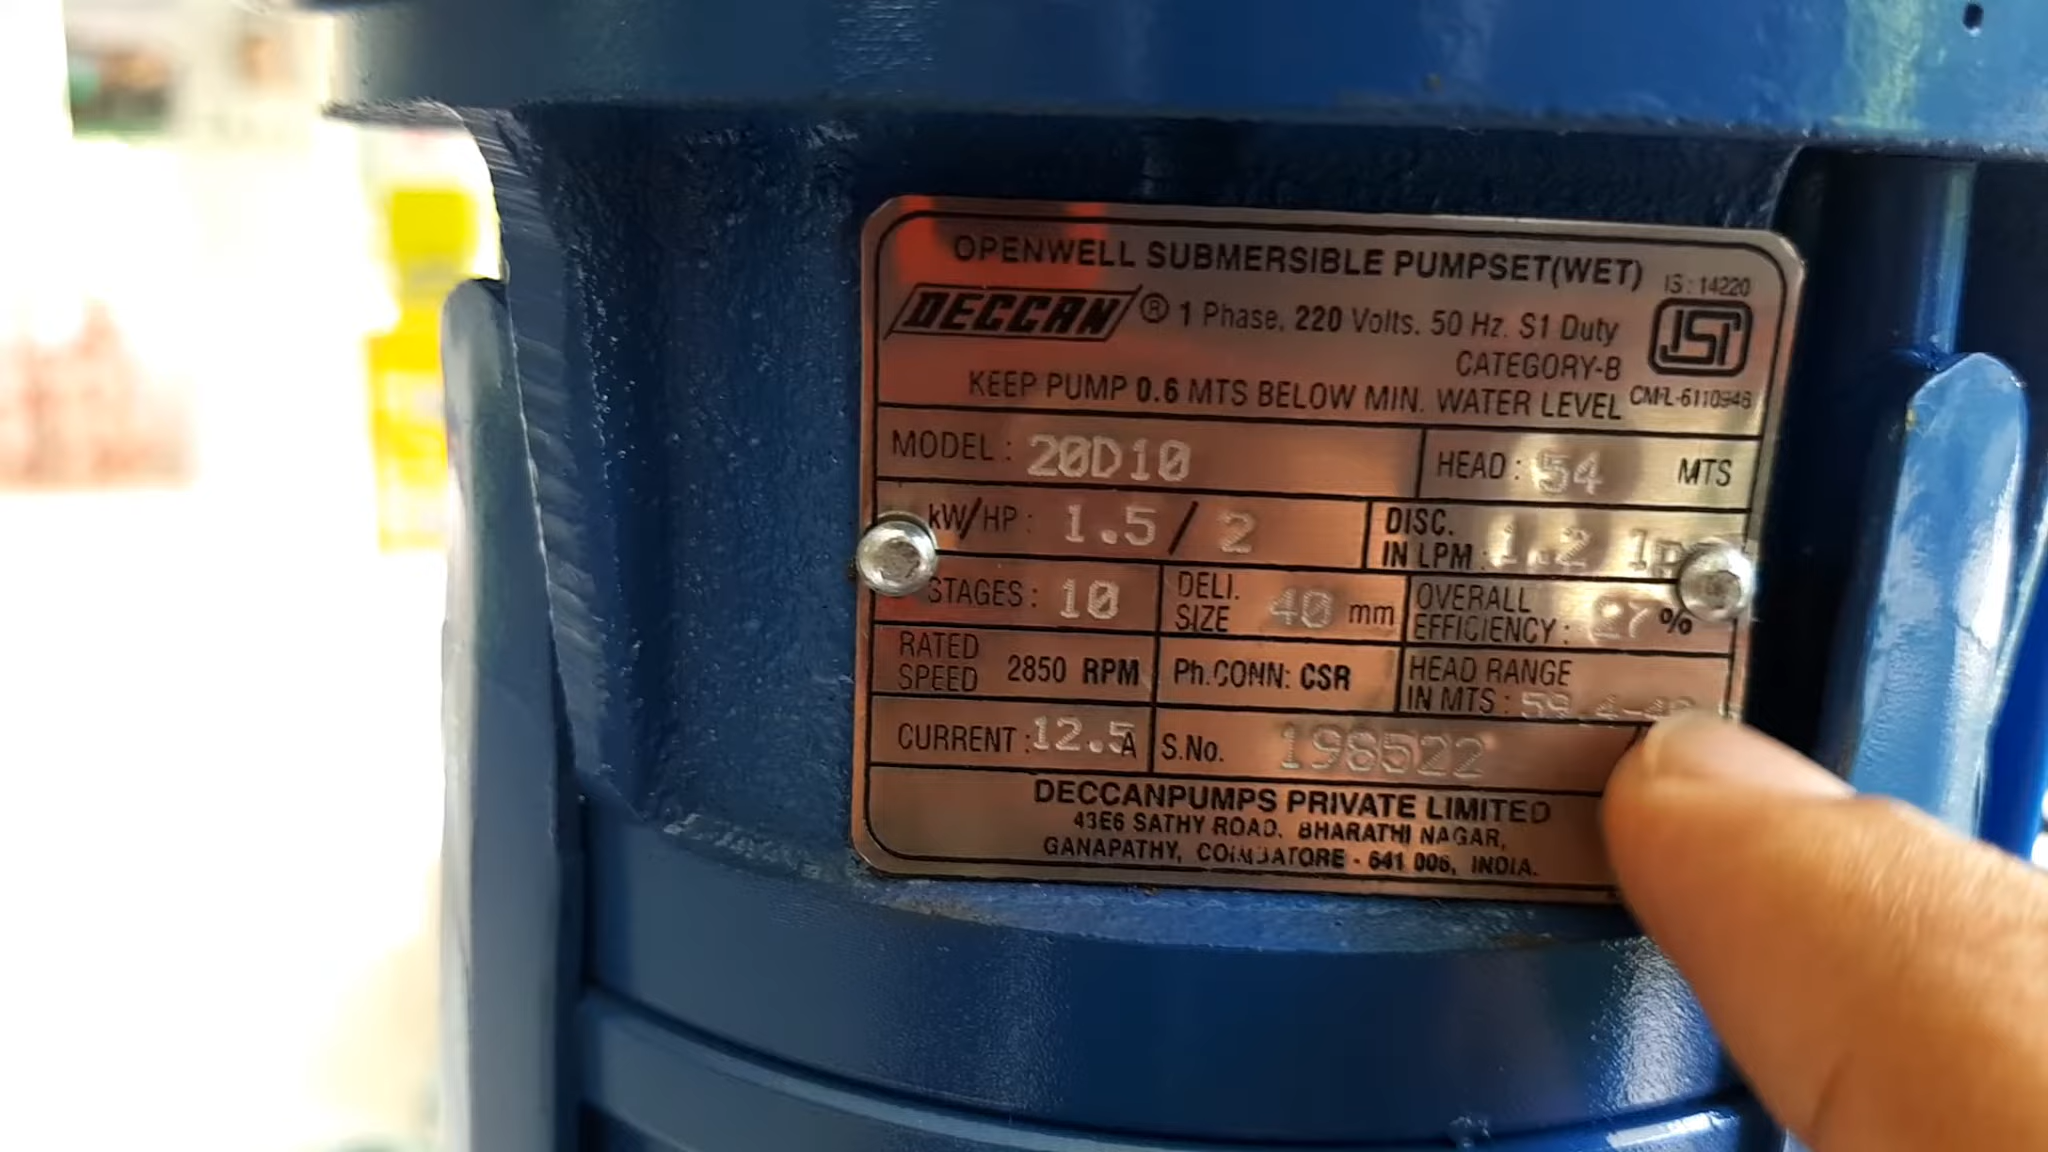 OPENWELL SUBMERSIBLE PUMPSET(WET)
IS : 14220
DECCAN ® 1 Phase, 220 Volts. 50 Hz. S1 Duty
ISI
CATEGORY-B
KEEP PUMP 0.6 MTS BELOW MIN. WATER LEVEL
CM/L-6110946
MODEL : 20D10
HEAD : 54 MTS
kW/HP : 1.5 / 2
DISC. IN LPM : 1.2
STAGES : 10
DELI. SIZE 40 mm
OVERALL EFFICIENCY : 27 %
RATED SPEED 2850 RPM
Ph.CONN: CSR
HEAD RANGE IN MTS :
CURRENT : 12.5 A
S.No. 198522
DECCANPUMPS PRIVATE LIMITED
43E6 SATHY ROAD, BHARATHI NAGAR,
GANAPATHY, COIMBATORE - 641 006, INDIA.